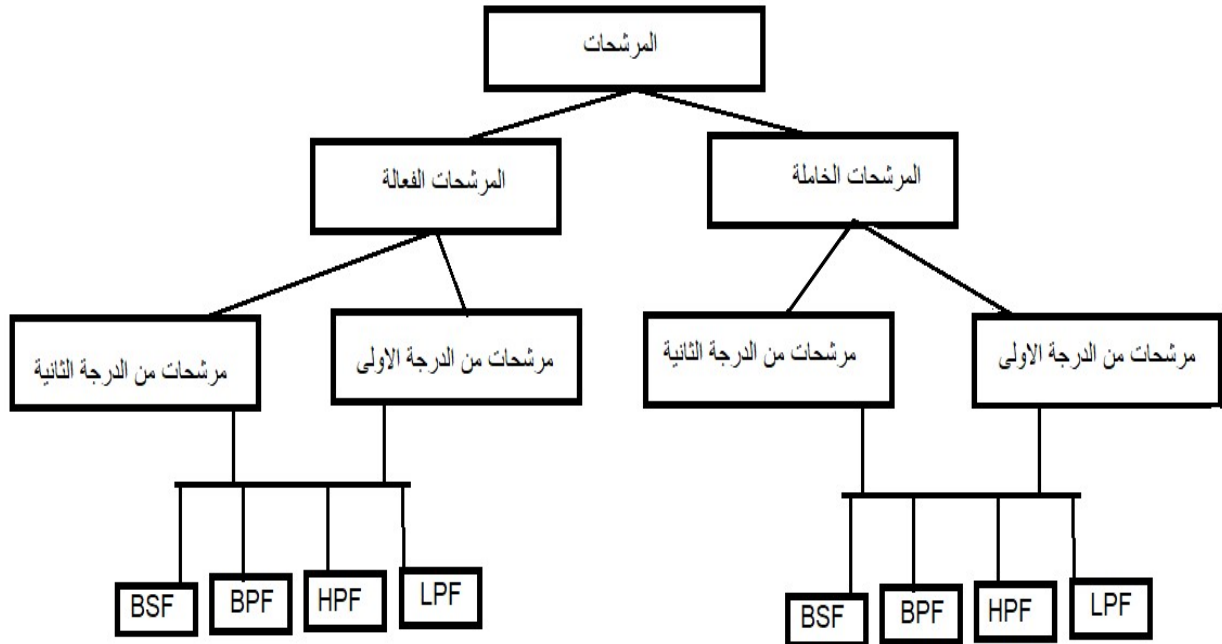 المرشحات
المرشحات الخاملة
المرشحات الفعالة
مرشحات من الدرجة الاولى
مرشحات من الدرجة الثانية
مرشحات من الدرجة الاولى
مرشحات من الدرجة الثانية
LPF
HPF
BPF
BSF
LPF
HPF
BPF
BSF